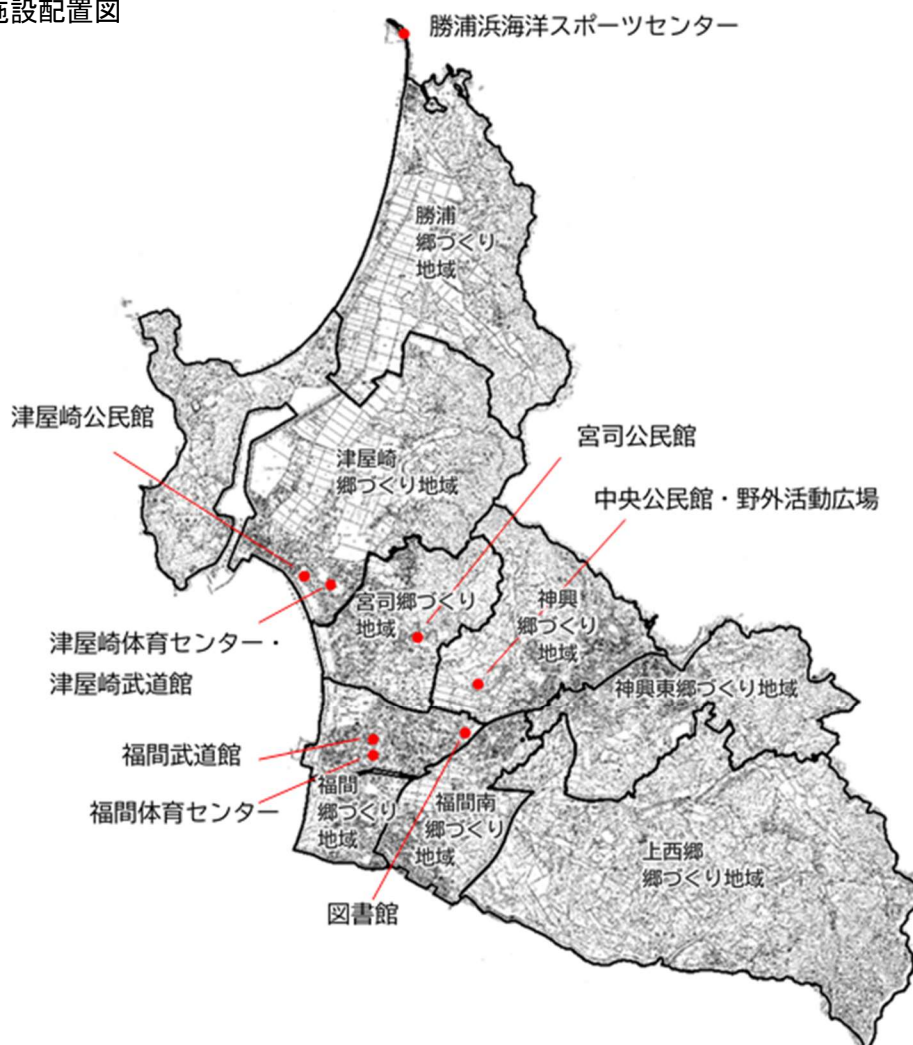 施設配置図
勝浦浜海洋スポーツセンター
勝浦
郷づくり
地域
津屋崎公民館
宮司公民館
津屋崎
郷づくり地域
中央公民館・野外活動広場
宮司郷づくり
地域
神興
郷づくり
地域
津屋崎体育センター・
津屋崎武道館
神興東郷づくり地域
福間武道館
福間体育センター
福間
郷づくり
地域
福間南
郷づくり
地域
上西郷
郷づくり地域
図書館